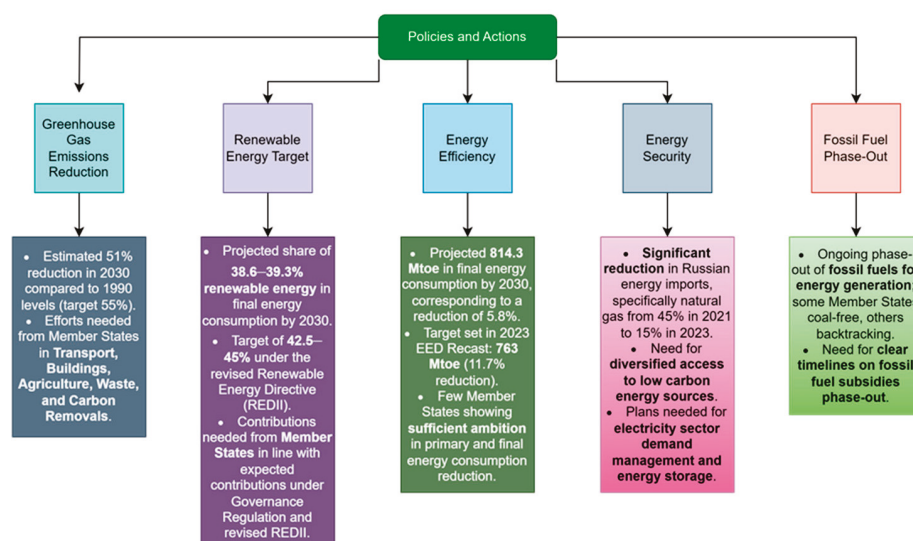 Policies and Actions
Greenhouse
Gas
Emissions
Reduction
Renewable
Energy Target
Energy
Efficiency
Energy
Security
Fossil Fuel
Phase-Out
• Estimated 51%
reduction in 2030
compared to 1990
levels (target 55%).
• Efforts needed
from Member States
in Transport,
Buildings,
Agriculture, Waste,
and Carbon
Removals.
• Projected share of
38.6–39.3%
renewable energy in
final energy
consumption by 2030.
• Target of 42.5–
45% under the
revised Renewable
Energy Directive
(REDII).
• Contributions
needed from Member
States in line with
expected
contributions under
Governance
Regulation and
revised REDII.
• Projected 814.3
Mtoe in final energy
consumption by 2030,
corresponding to a
reduction of 5.8%.
• Target set in 2023
EED Recast: 763
Mtoe (11.7%
reduction).
• Few Member
States showing
sufficient ambition
in primary and final
energy consumption
reduction.
• Significant
reduction in Russian
energy imports,
specifically natural
gas from 45% in 2021
to 15% in 2023.
• Need for
diversified access
to low carbon
energy sources.
• Plans needed for
electricity sector
demand
management and
energy storage.
• Ongoing phase-
out of fossil fuels fo
energy generation;
some Member State
coal-free, others
backtracking.
• Need for clear
timelines on fossil
fuel subsidies
phase-out.